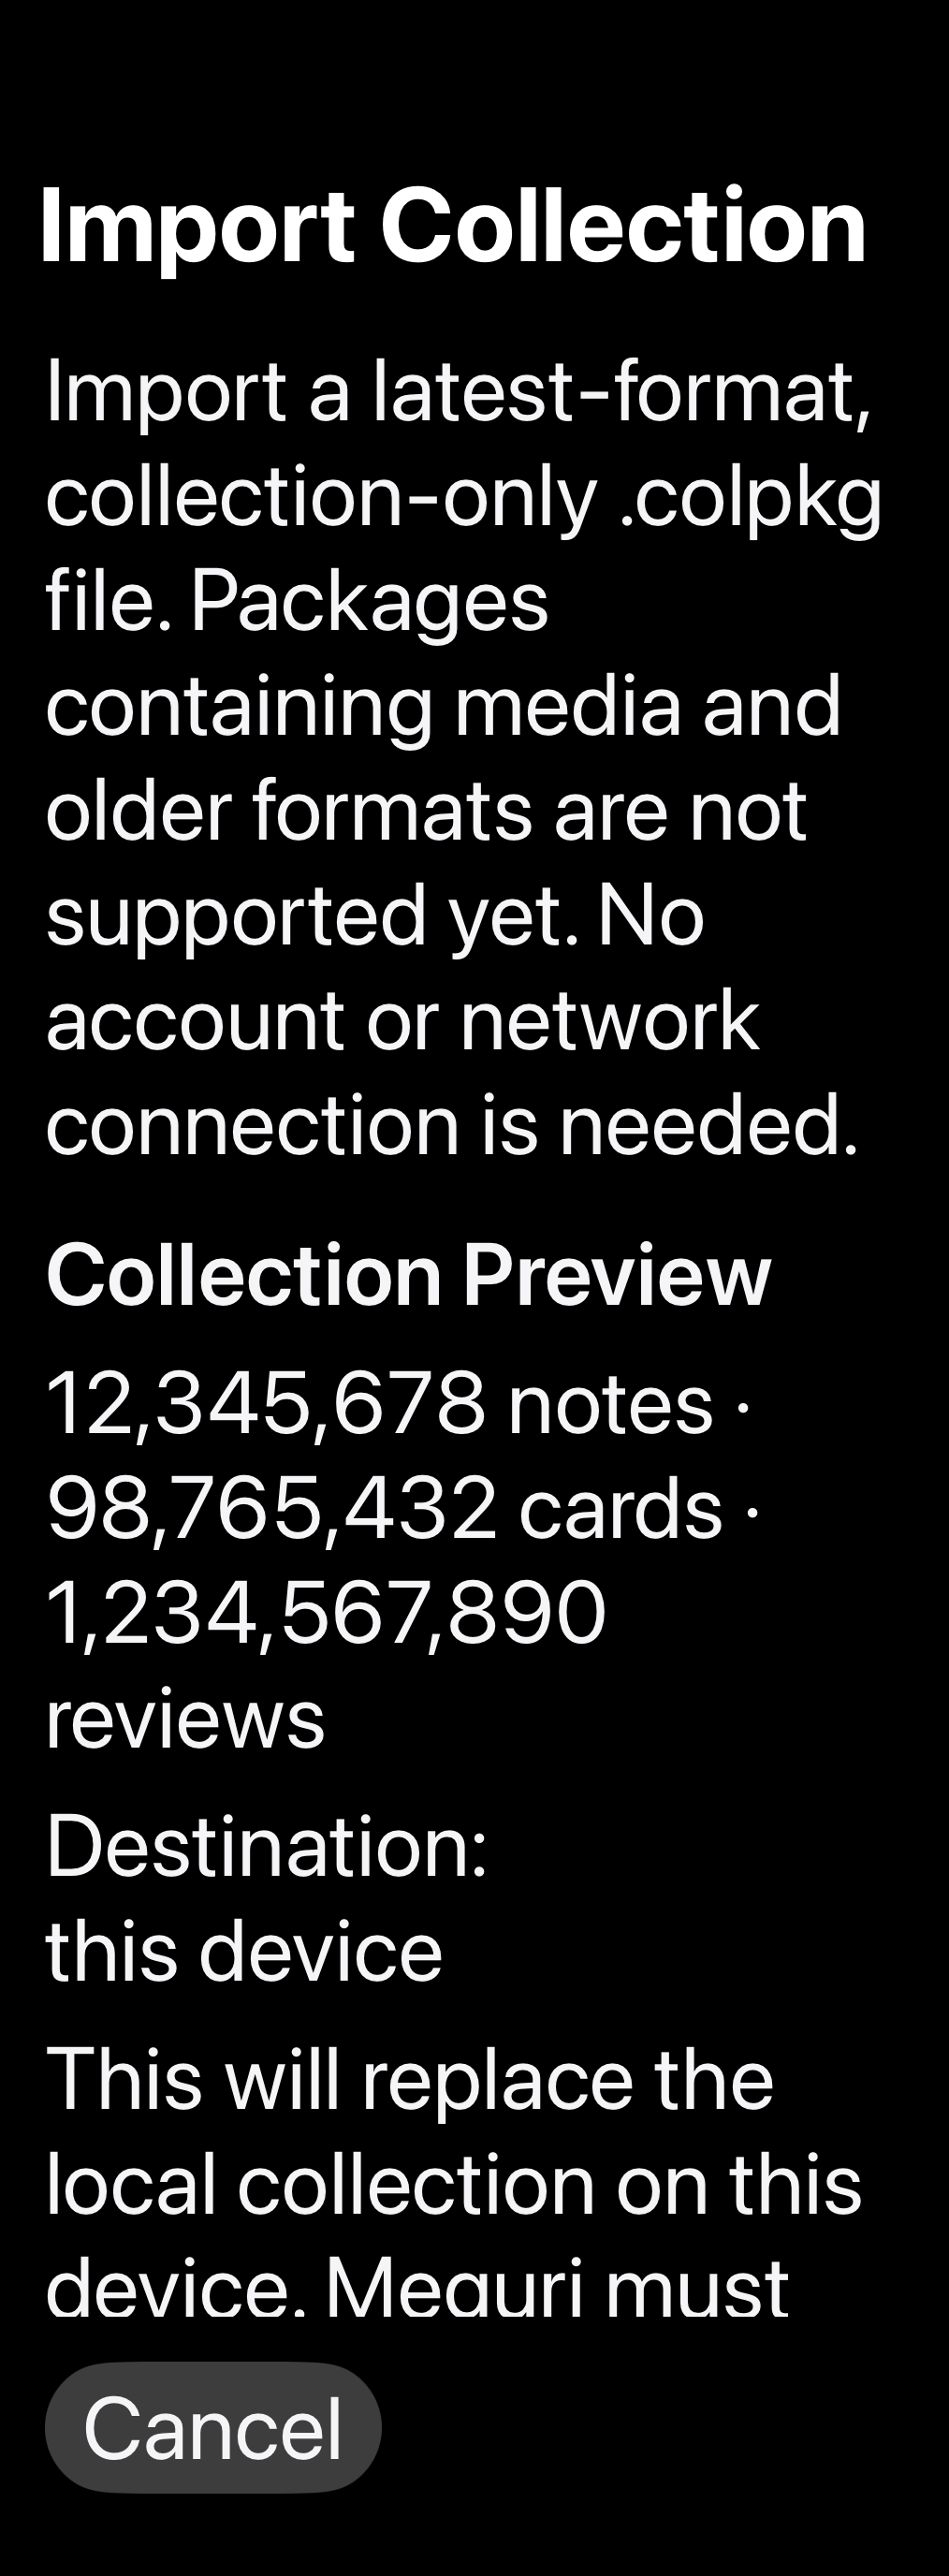 Import Collection
Import a latest-format,
collection-only .colpkg
file. Packages
containing media and
older formats are not
supported yet. No
account or network
connection is needed.
Collection Preview
12,345,678 notes ·
98,765,432 cards ·
1,234,567,890
reviews
Destination:
this device
This will replace the
local collection on this
device. Meguri must
Cancel